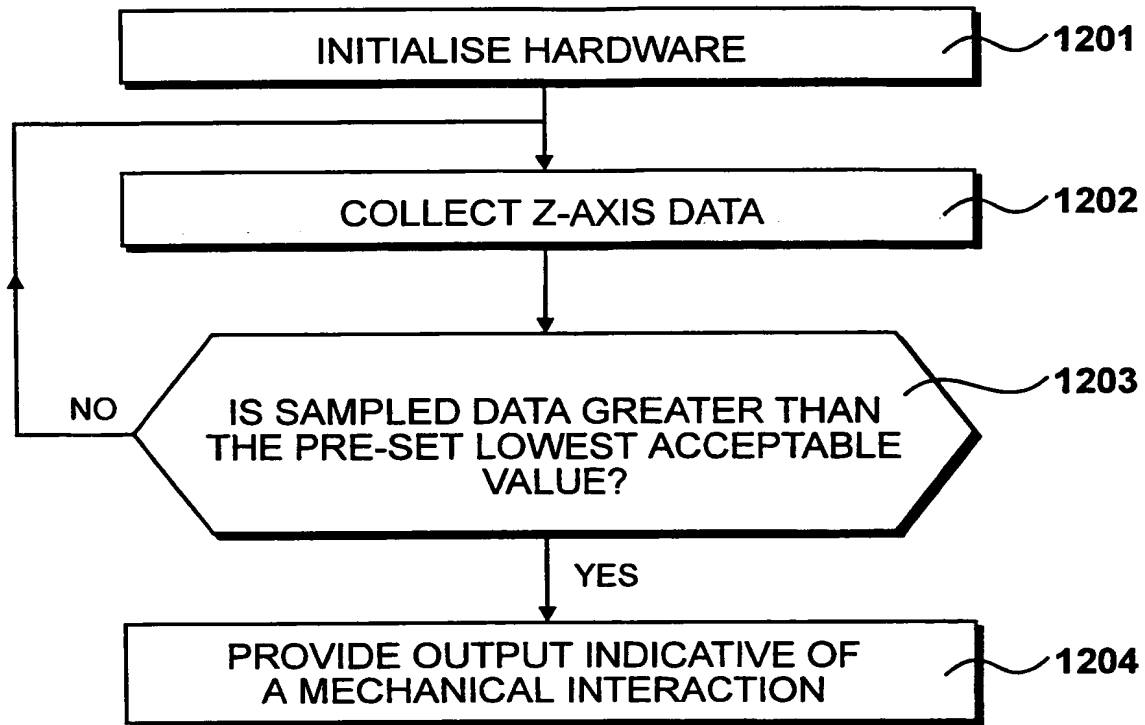 INITIALISE HARDWARE
1201
COLLECT Z-AXIS DATA
1202
IS SAMPLED DATA GREATER THAN
THE PRE-SET LOWEST ACCEPTABLE
VALUE?
1203
NO
YES
PROVIDE OUTPUT INDICATIVE OF
A MECHANICAL INTERACTION
1204